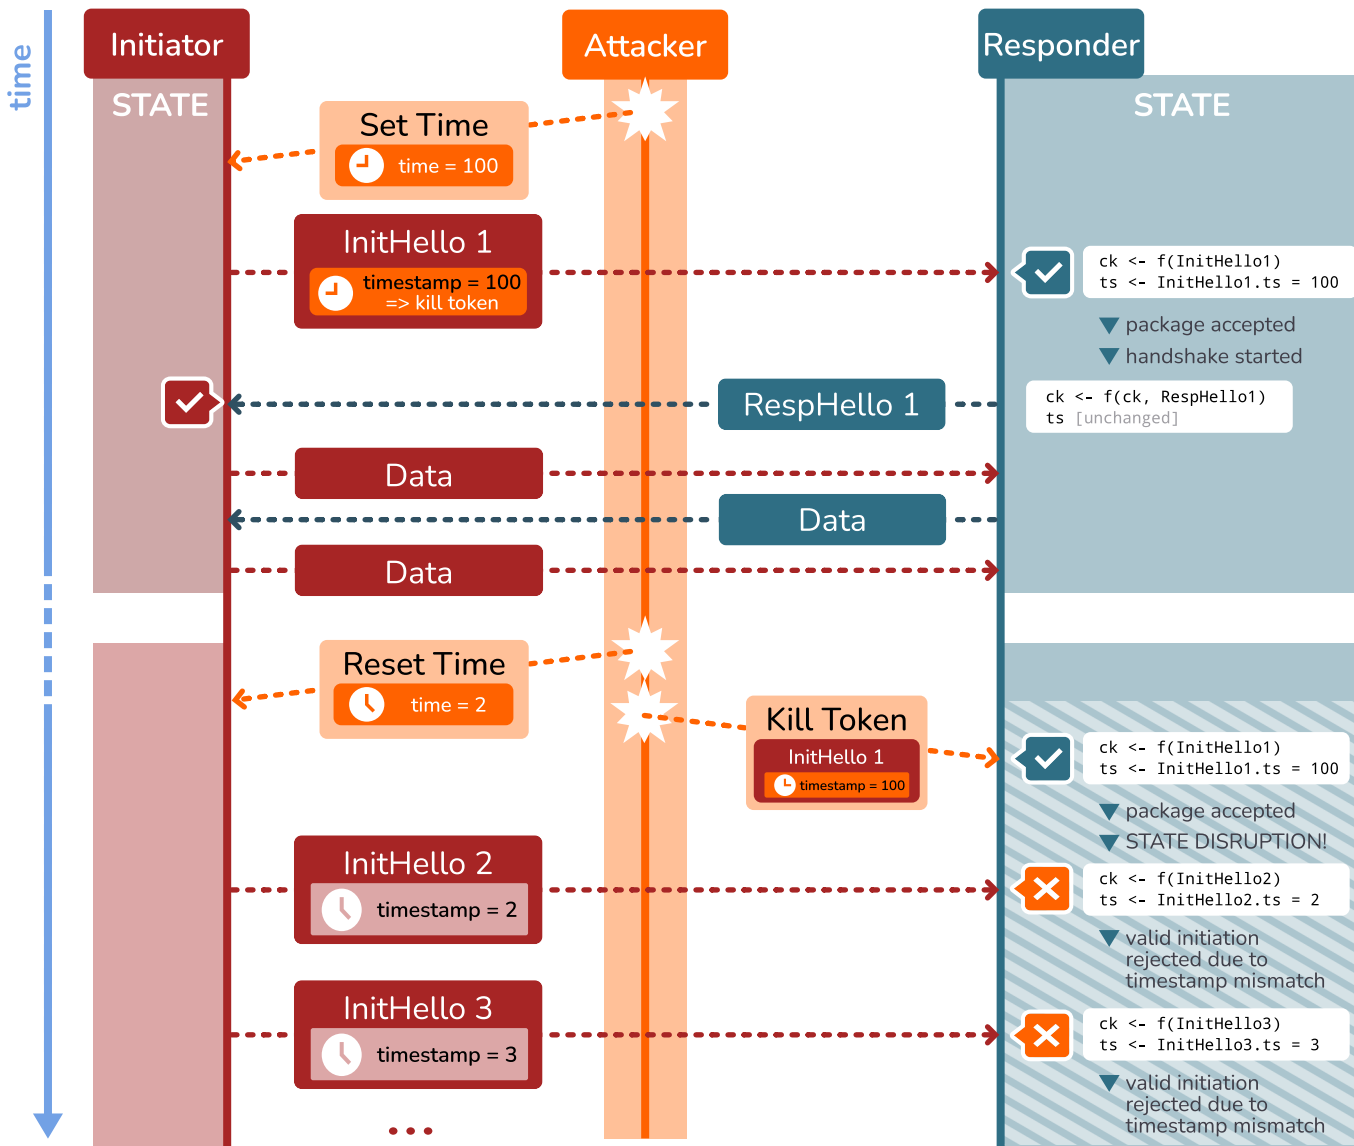 time
Initiator
Attacker
Responder
STATE
STATE
Set Time
time = 100
InitHello 1
timestamp = 100
=> kill token
ck <- f(InitHello1)
ts <- InitHello1.ts = 100
package accepted
handshake started
RespHello 1
ck <- f(ck, RespHello1)
ts [unchanged]
Data
Data
Data
Reset Time
time = 2
Kill Token
InitHello 1
timestamp = 100
ck <- f(InitHello1)
ts <- InitHello1.ts = 100
package accepted
STATE DISRUPTION!
InitHello 2
timestamp = 2
ck <- f(InitHello2)
ts <- InitHello2.ts = 2
valid initiation
rejected due to
timestamp mismatch
InitHello 3
timestamp = 3
ck <- f(InitHello3)
ts <- InitHello3.ts = 3
valid initiation
rejected due to
timestamp mismatch
...